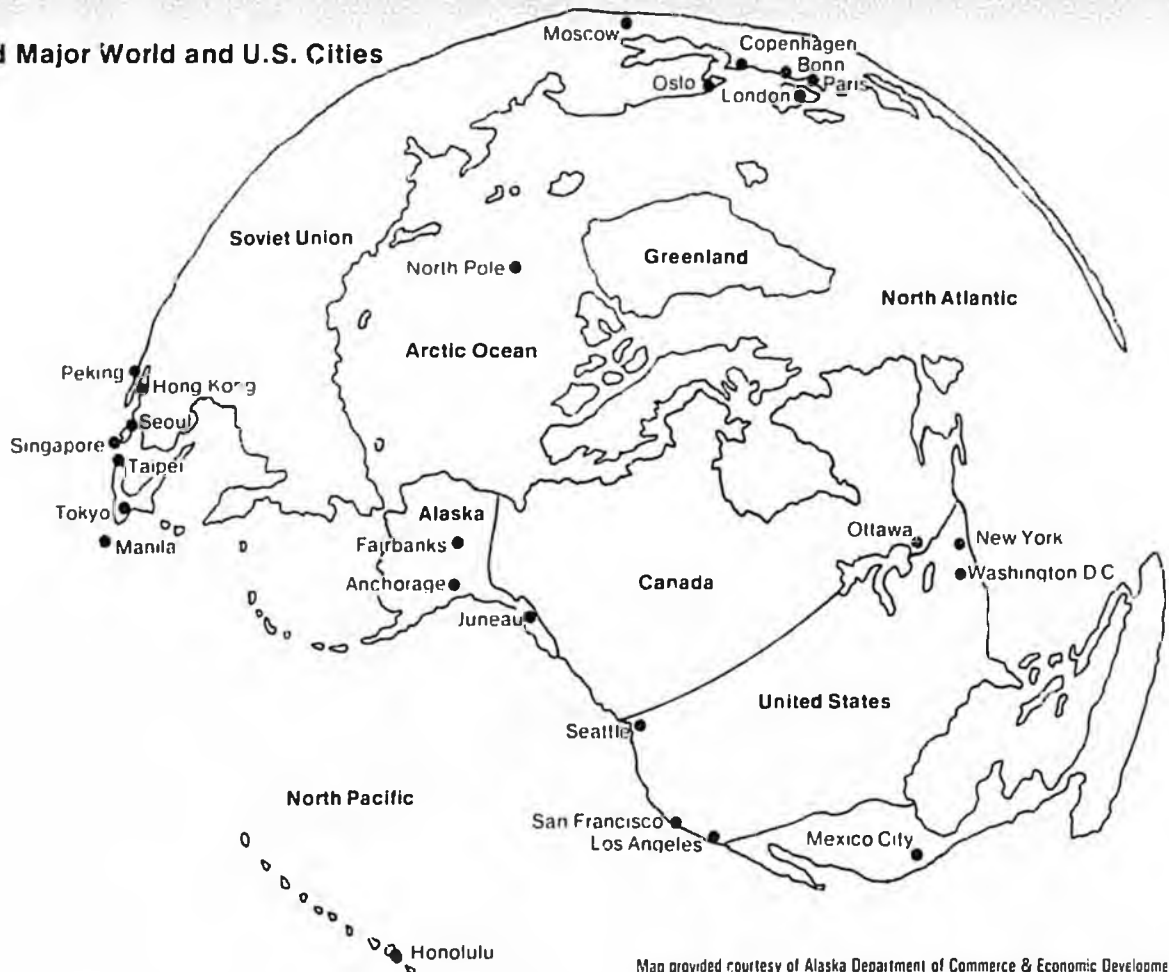 Major World and U.S. Cities
Moscow
Copenhagen
Bonn
Oslo
Paris
London
Soviet Union
Greenland
North Pole
North Atlantic
Arctic Ocean
Peking
Hong Kong
Seoul
Singapore
Taipei
Tokyo
Alaska
Manila
Fairbanks
Ottawa
New York
Anchorage
Canada
Washington D C
Juneau
United States
Seattle
North Pacific
San Francisco
Los Angeles
Mexico City
Honolulu
Map provided courtesy of Alaska Department of Commerce & Economic Developme